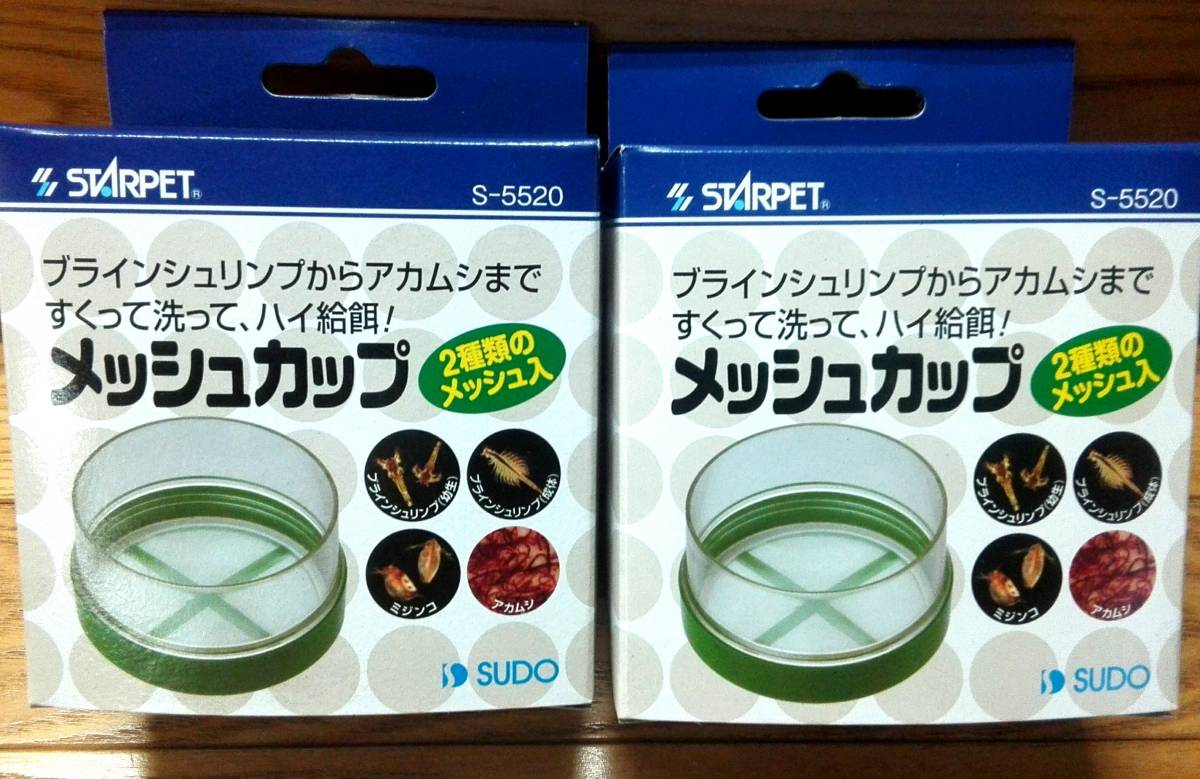 STARPET®
S-5520
ブラインシュリンプからアカムシまで
すくって洗って、ハイ給餌!
メッシュカップ
2種類の
メッシュ入
ブラインシュリンプ(幼生)
ブラインシュリンプ(成体)
ミジンコ
アカムシ
SUDO
STARPET®
S-5520
ブラインシュリンプからアカムシまで
すくって洗って、ハイ給餌!
メッシュカップ
2種類の
メッシュ入
ブラインシュリンプ(幼生)
ブラインシュリンプ(成体)
ミジンコ
アカムシ
SUDO